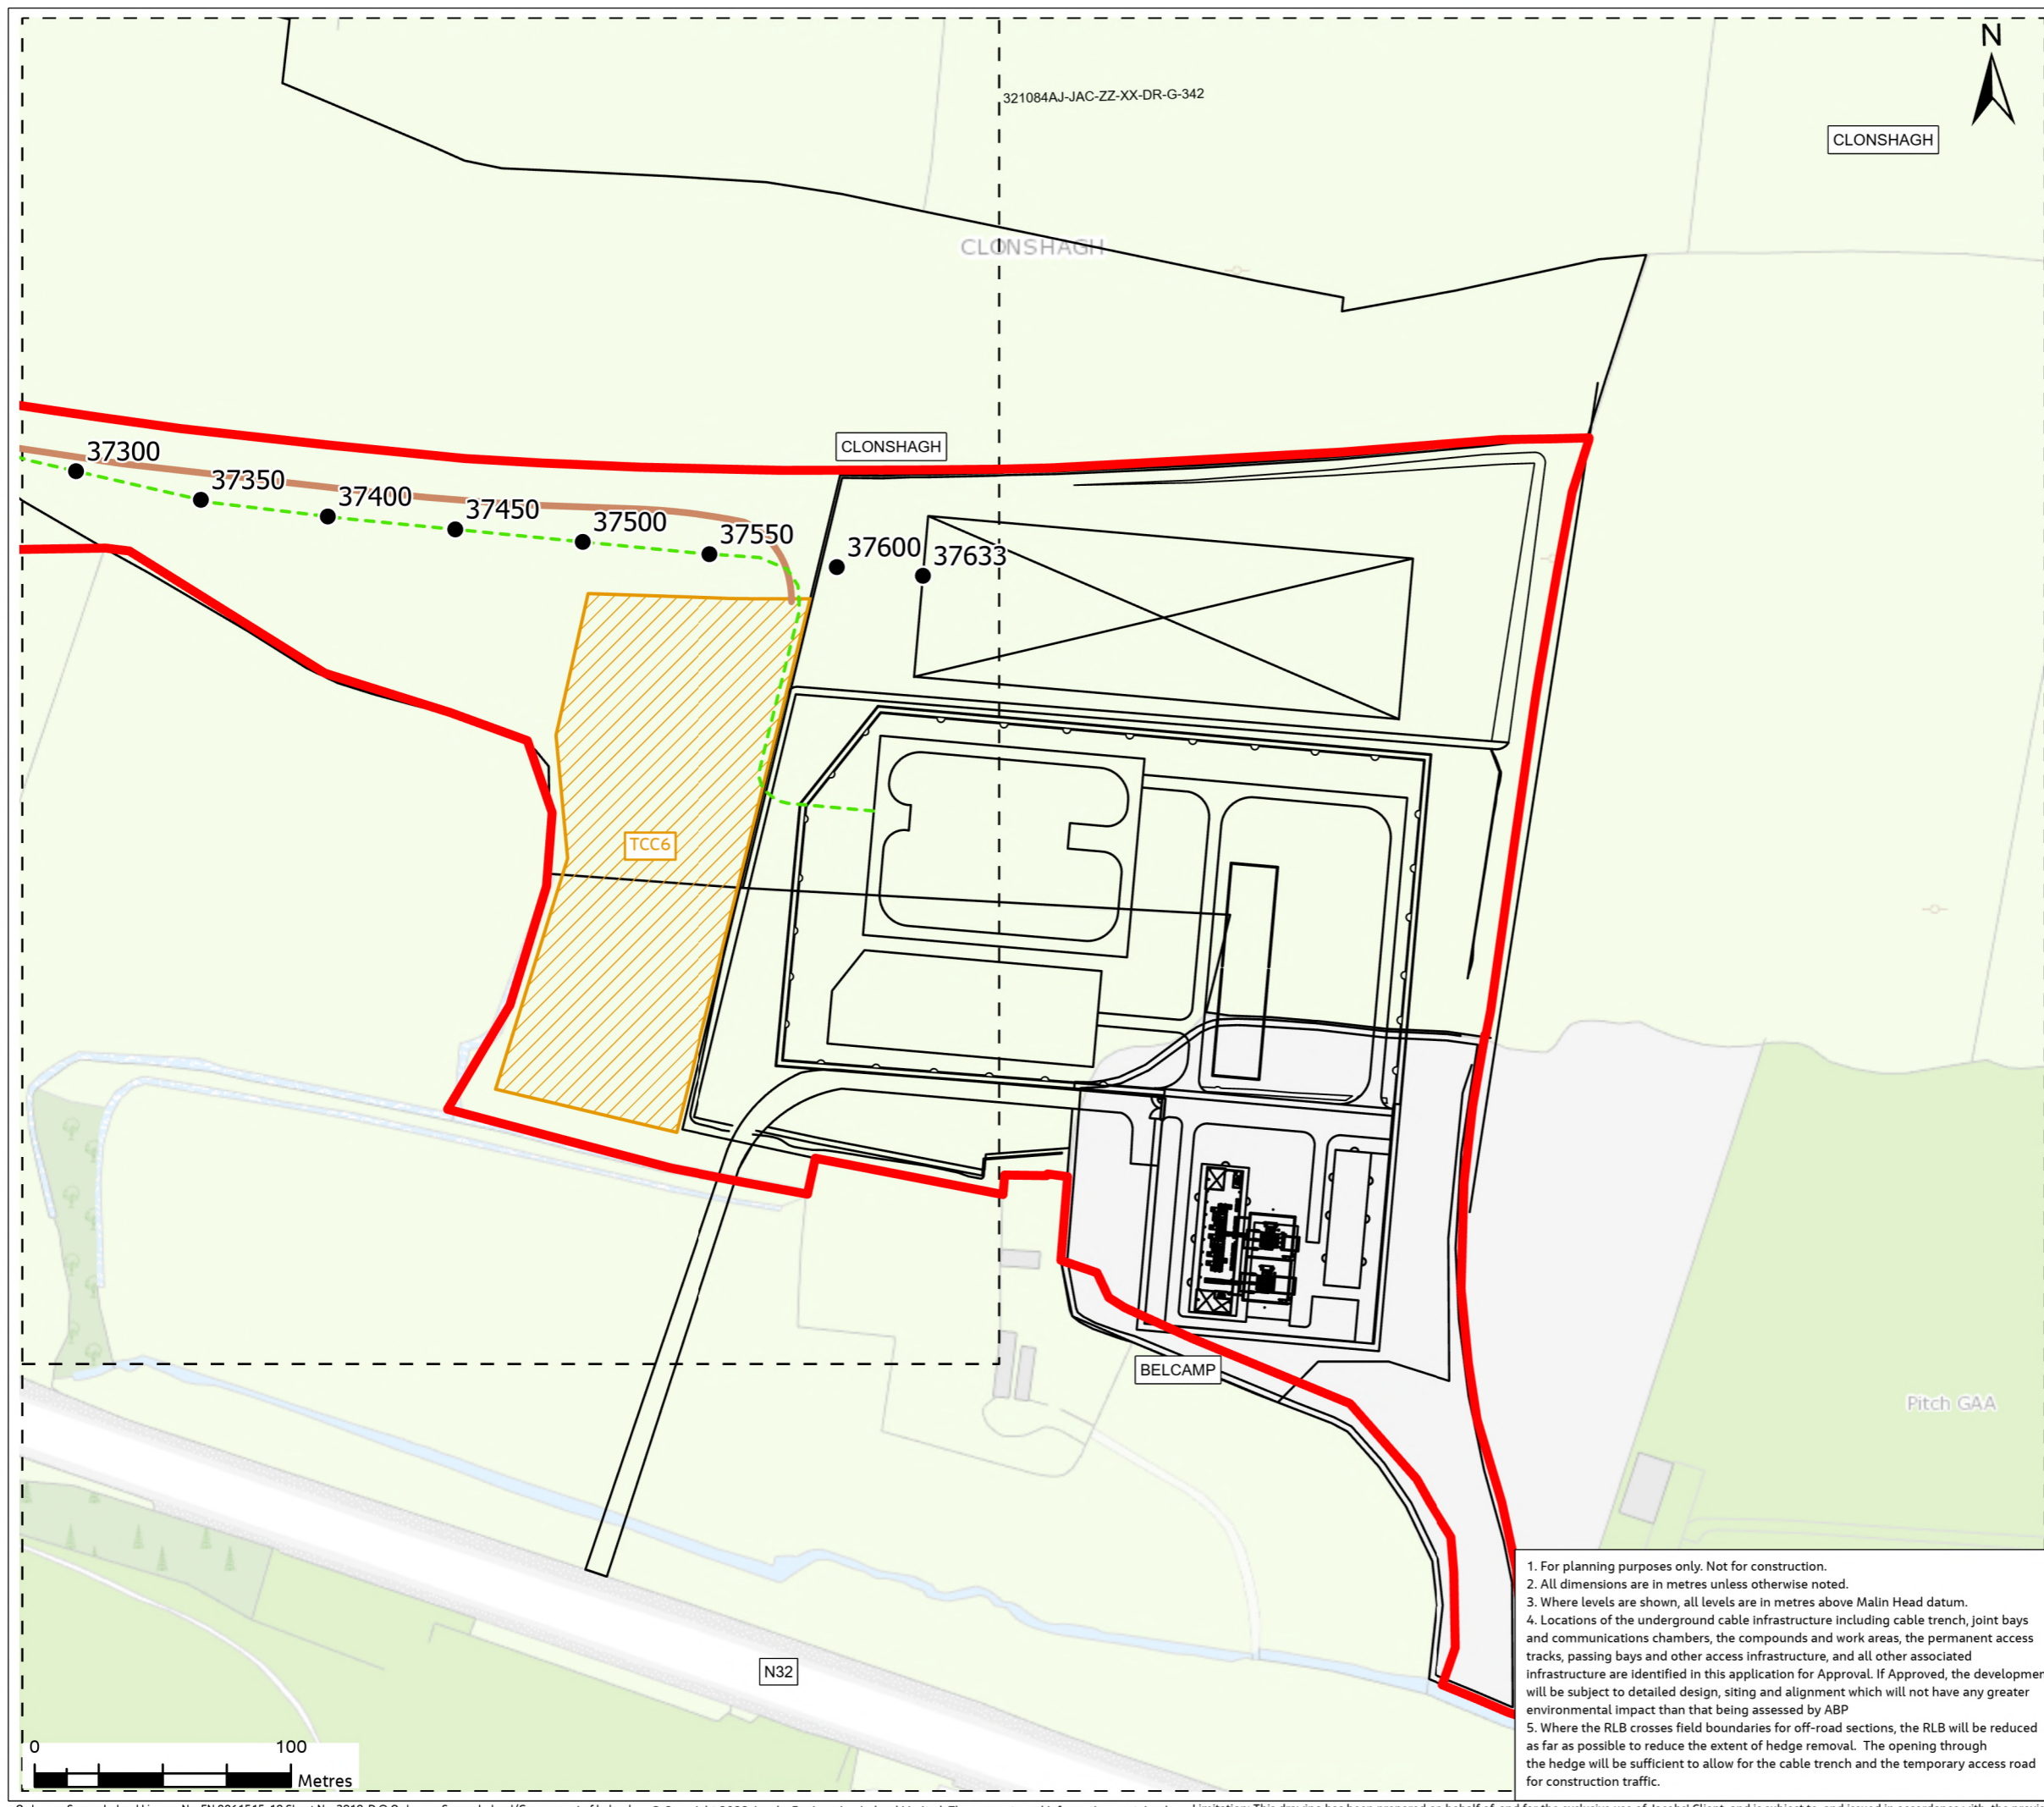 N
321084AJ-JAC-ZZ-XX-DR-G-342
CLONSHAGH
CLONSHAGH
CLONSHAGH
37300
37350
37400
37450
37500
37550
37600
37633
TCC6
BELCAMP
Pitch GAA
N32
0 100
Metres
1. For planning purposes only. Not for construction.
2. All dimensions are in metres unless otherwise noted.
3. Where levels are shown, all levels are in metres above Malin Head datum.
4. Locations of the underground cable infrastructure including cable trench, joint bays
and communications chambers, the compounds and work areas, the permanent access
tracks, passing bays and other access infrastructure, and all other associated
infrastructure are identified in this application for Approval. If Approved, the developmen
will be subject to detailed design, siting and alignment which will not have any greater
environmental impact than that being assessed by ABP
5. Where the RLB crosses field boundaries for off-road sections, the RLB will be reduced
as far as possible to reduce the extent of hedge removal. The opening through
the hedge will be sufficient to allow for the cable trench and the temporary access road
for construction traffic.